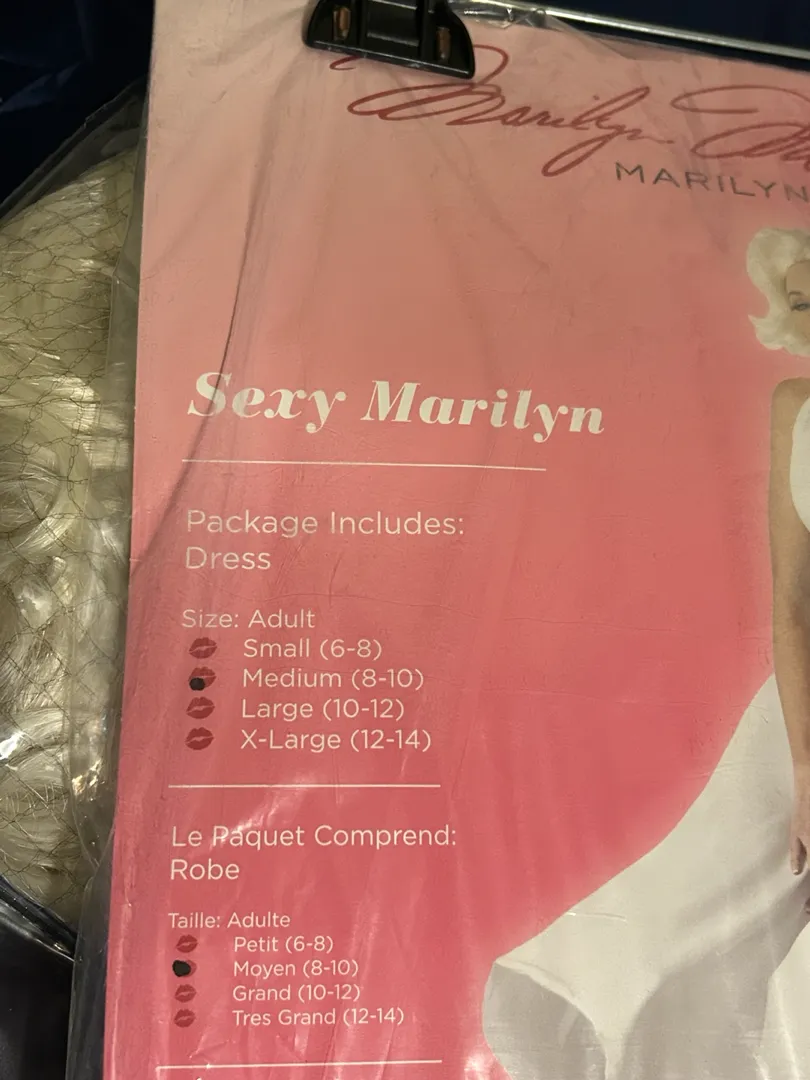 Marilyn
MARILYN
Sexy Marilyn
Package Includes:
Dress
Size: Adult
Small (6-8)
Medium (8-10)
Large (10-12)
X-Large (12-14)
Le Paquet Comprend:
Robe
Taille: Adulte
Petit (6-8)
Moyen (8-10)
Grand (10-12)
Tres Grand (12-14)